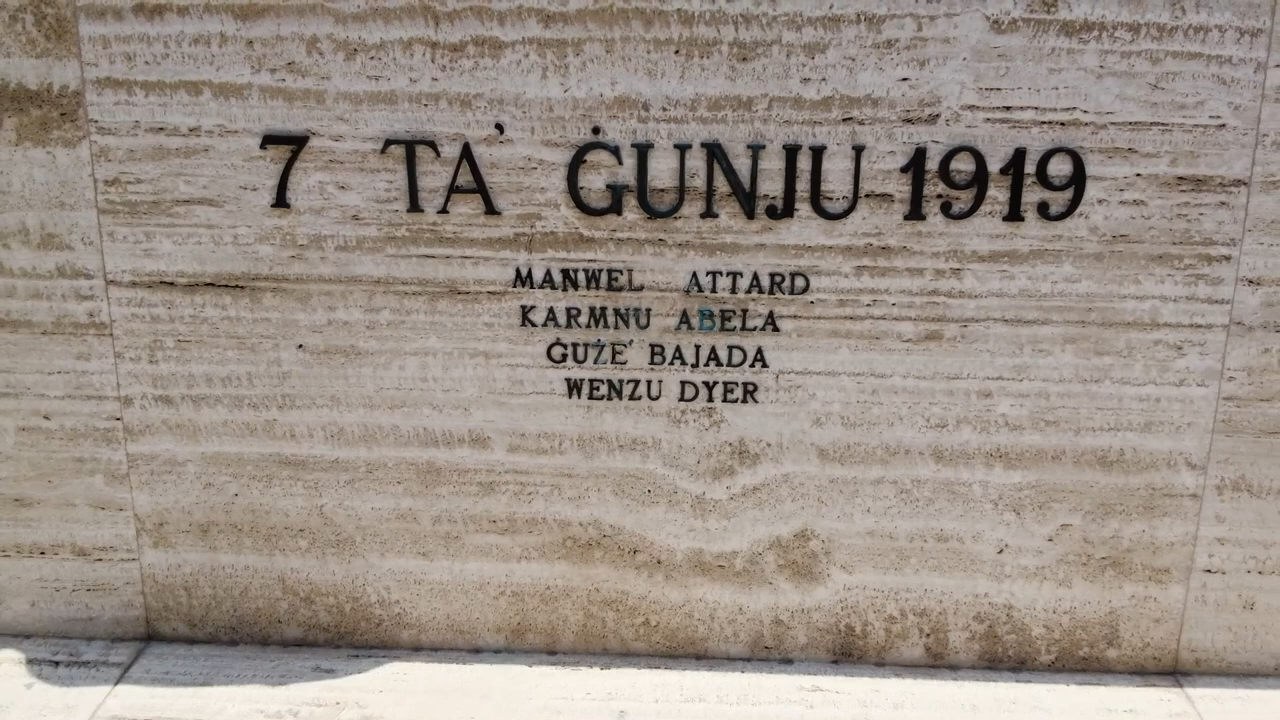 7 TA' ĠUNJU 1919
MANWEL ATTARD
KARMNU ABELA
ĠUŻE' BAJADA
WENZU DYER